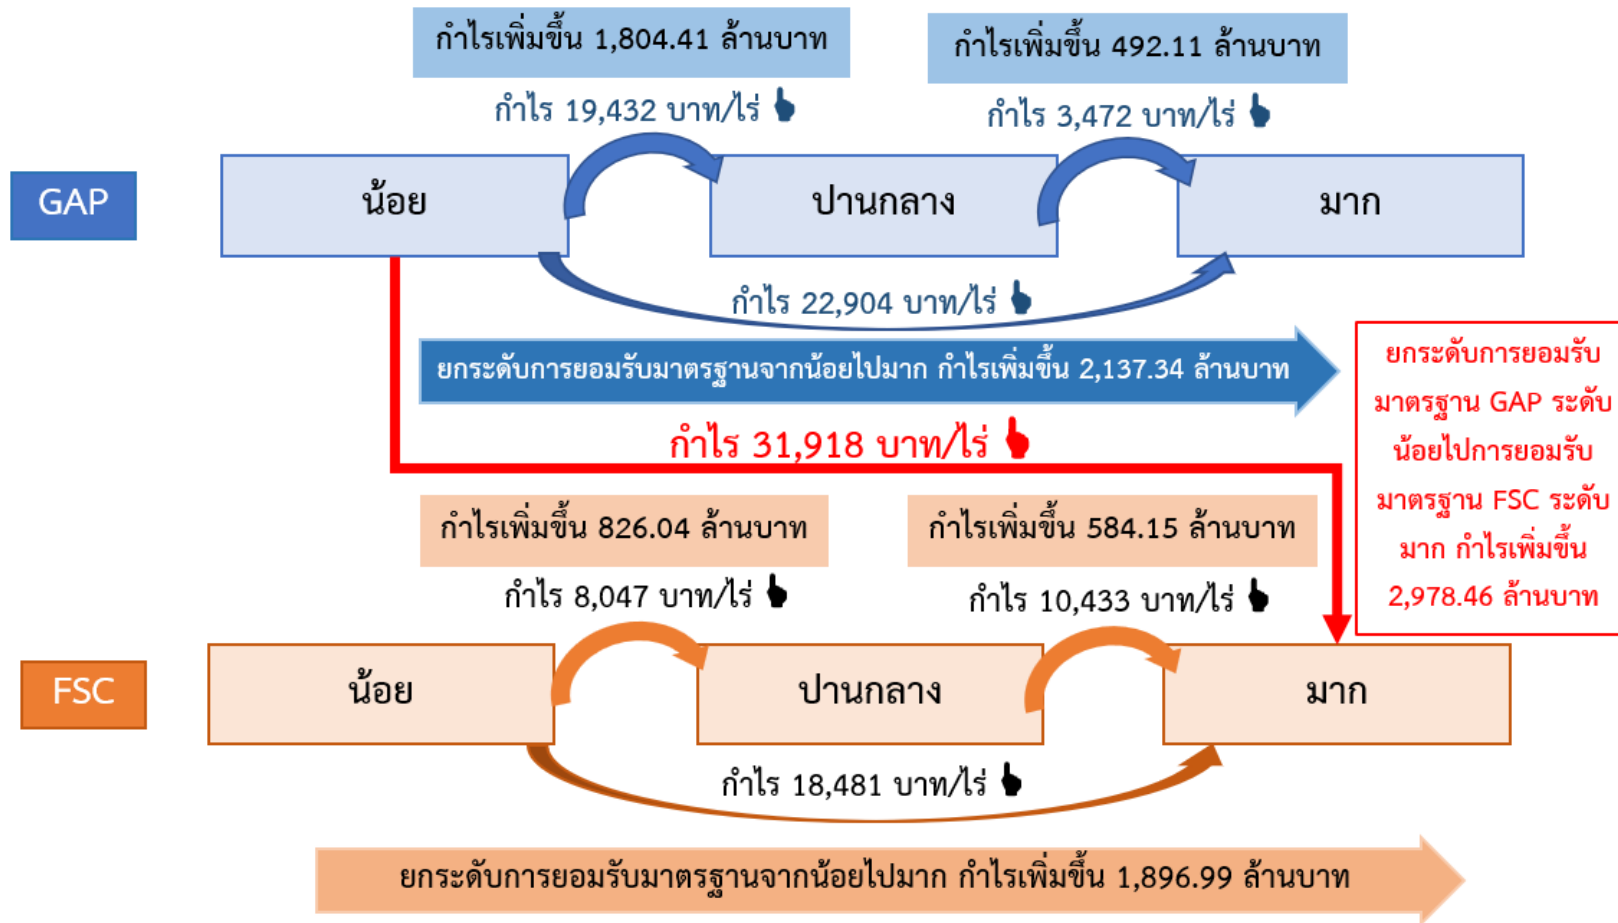 กำไรเพิ่มขึ้น 1,804.41 ล้านบาท
กำไรเพิ่มขึ้น 492.11 ล้านบาท
กำไร 19,432 บาท/ไร่
กำไร 3,472 บาท/ไร่
GAP
น้อย
ปานกลาง
มาก
กำไร 22,904 บาท/ไร่
ยกระดับการยอมรับมาตรฐานจากน้อยไปมาก กำไรเพิ่มขึ้น 2,137.34 ล้านบาท
กำไร 31,918 บาท/ไร่
ยกระดับการยอมรับ
มาตรฐาน GAP ระดับ
น้อยไปการยอมรับ
มาตรฐาน FSC ระดับ
มาก กำไรเพิ่มขึ้น
2,978.46 ล้านบาท
กำไรเพิ่มขึ้น 826.04 ล้านบาท
กำไรเพิ่มขึ้น 584.15 ล้านบาท
กำไร 8,047 บาท/ไร่
กำไร 10,433 บาท/ไร่
FSC
น้อย
ปานกลาง
มาก
กำไร 18,481 บาท/ไร่
ยกระดับการยอมรับมาตรฐานจากน้อยไปมาก กำไรเพิ่มขึ้น 1,896.99 ล้านบาท